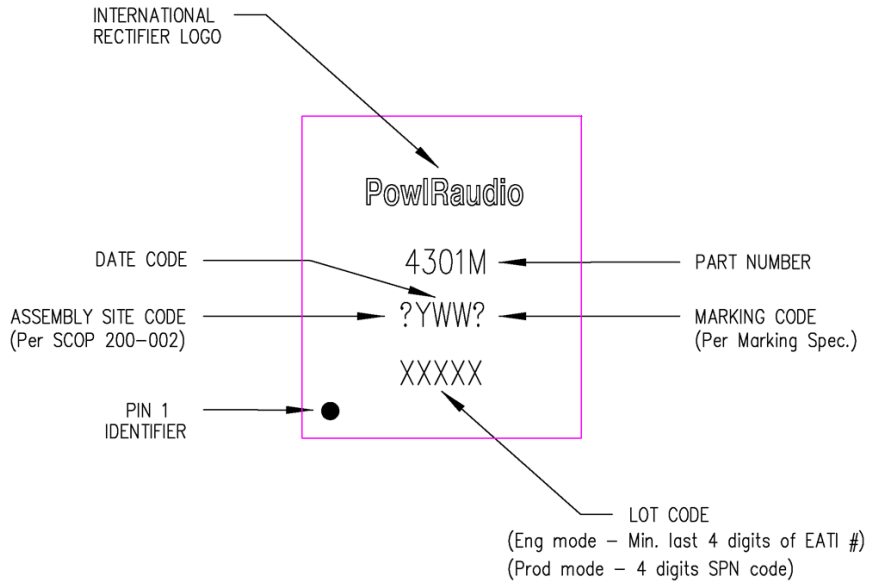 INTERNATIONAL
RECTIFIER LOGO
PowIRaudio
DATE CODE
4301M
PART NUMBER
ASSEMBLY SITE CODE
(Per SCOP 200-002)
?YWW?
MARKING CODE
(Per Marking Spec.)
XXXXX
PIN 1
IDENTIFIER
LOT CODE
(Eng mode - Min. last 4 digits of EATI #)
(Prod mode - 4 digits SPN code)